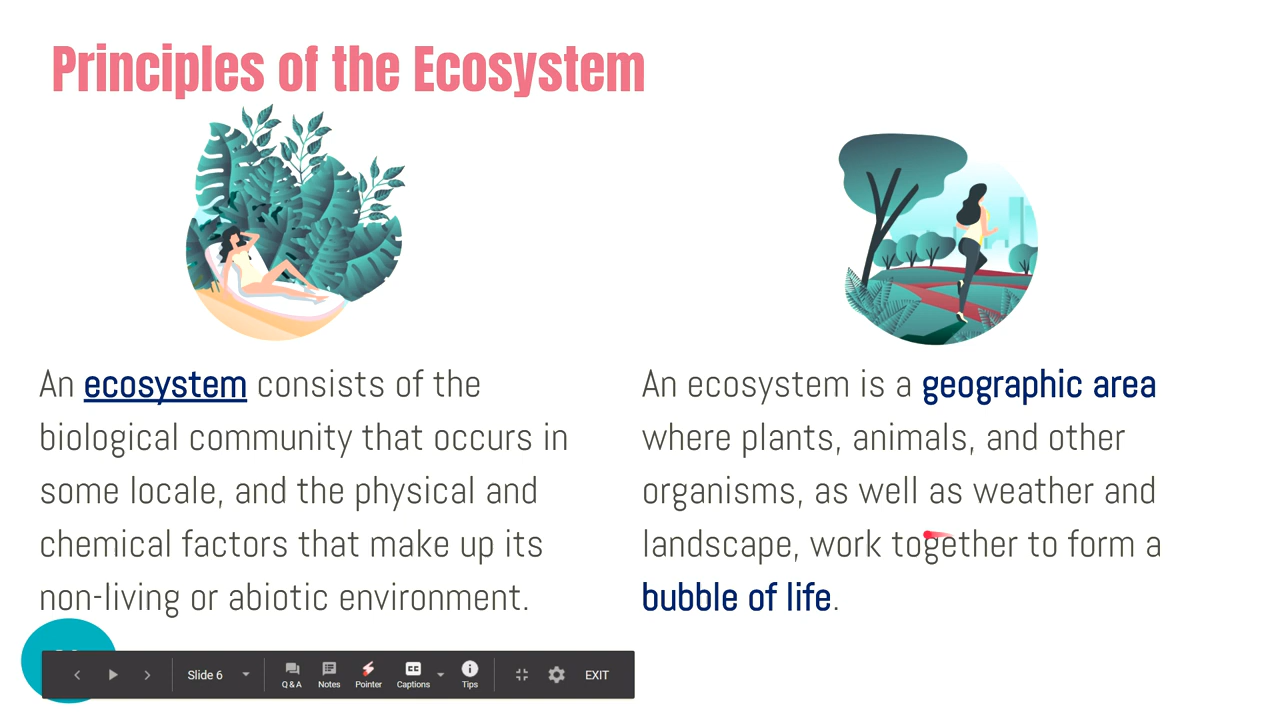 Principles of the Ecosystem
An ecosystem consists of the
biological community that occurs in
some locale, and the physical and
chemical factors that make up its
non-living or abiotic environment.
An ecosystem is a geographic area
where plants, animals, and other
organisms, as well as weather and
landscape, work together to form a
bubble of life.
Slide 6
Q & A
Notes
Pointer
CC
Captions
Tips
EXIT